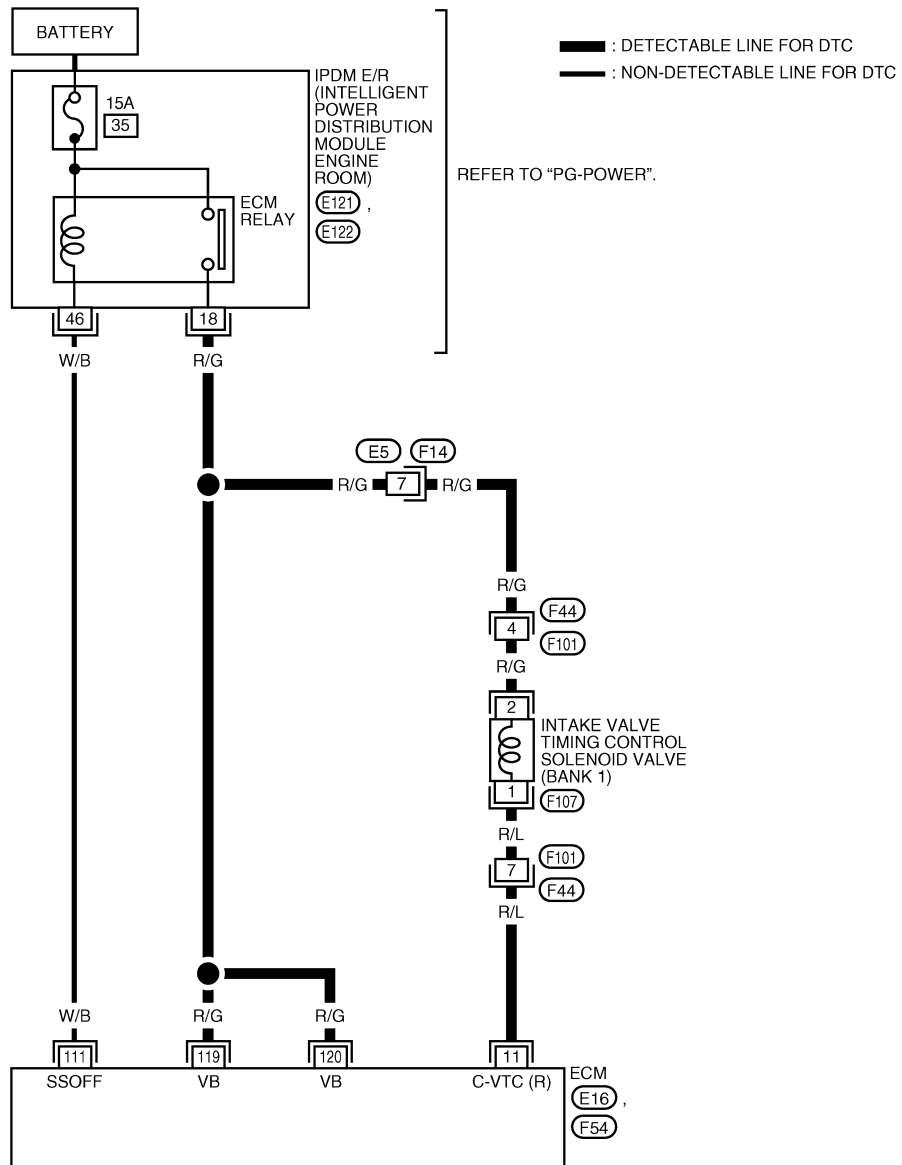 BATTERY
: DETECTABLE LINE FOR DTC
: NON-DETECTABLE LINE FOR DTC
15A
35
IPDM E/R
(INTELLIGENT
POWER
DISTRIBUTION
MODULE
ENGINE
ROOM)
E121 ,
E122
REFER TO “PG-POWER”.
ECM
RELAY
46
18
W/B
R/G
E5
F14
R/G
7
R/G
R/G
4
F44
F101
R/G
2
INTAKE VALVE
TIMING CONTROL
SOLENOID VALVE
(BANK 1)
1
F107
R/L
7
F101
F44
R/L
W/B
R/G
R/G
111
119
120
11
SSOFF
VB
VB
C-VTC (R)
ECM
E16 ,
F54